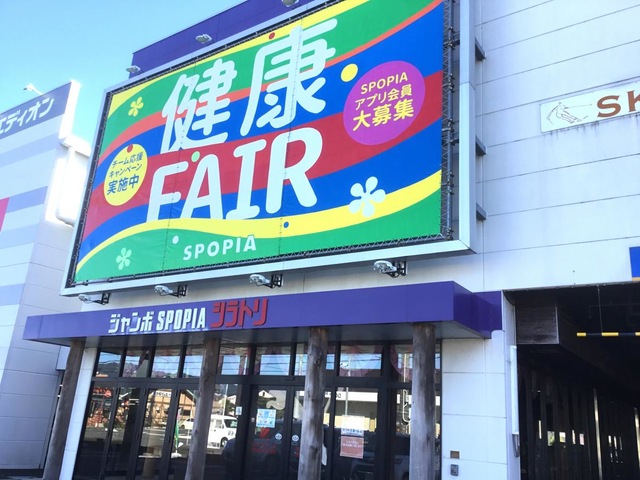 エディオン
健康
FAIR
SPOPIA
アプリ会員
大募集
チーム応援
キャンペーン
実施中
SPOPIA
SK
ジャンボ SPOPIA シラトリ